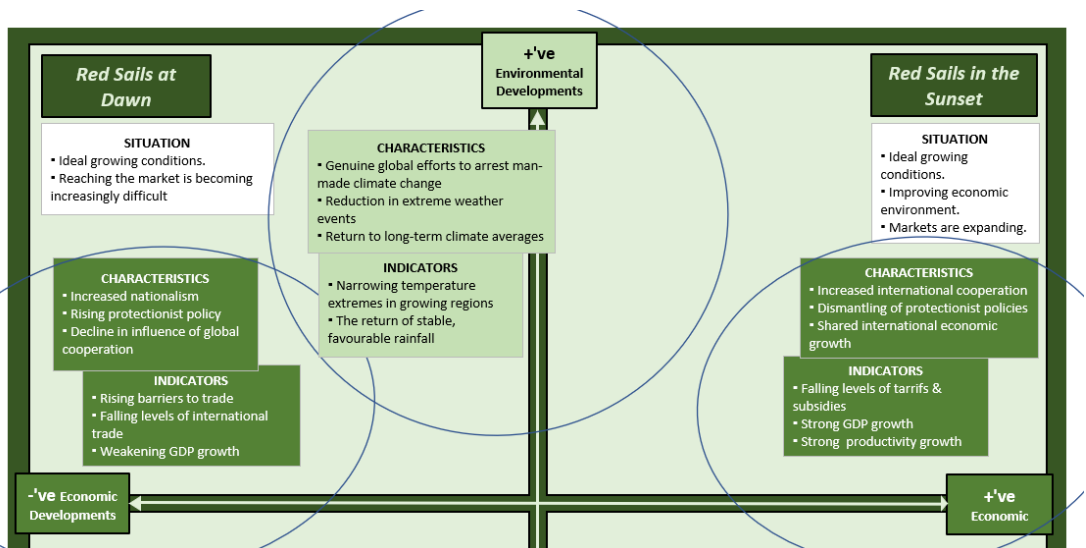 +'ve
Environmental
Developments
Red Sails at
Dawn
Red Sails in the
Sunset
SITUATION
▪ Ideal growing conditions.
▪ Reaching the market is becoming
increasingly difficult
CHARACTERISTICS
▪ Genuine global efforts to arrest man-
made climate change
▪ Reduction in extreme weather
events
▪ Return to long-term climate averages
SITUATION
▪ Ideal growing
conditions.
▪ Improving economic
environment.
▪ Markets are expanding.
INDICATORS
▪ Narrowing temperature
extremes in growing regions
▪ The return of stable,
favourable rainfall
CHARACTERISTICS
▪ Increased nationalism
▪ Rising protectionist policy
▪ Decline in influence of global
cooperation
INDICATORS
▪ Rising barriers to trade
▪ Falling levels of international
trade
▪ Weakening GDP growth
CHARACTERISTICS
▪ Increased international cooperation
▪ Dismantling of protectionist policies
▪ Shared international economic
growth
INDICATORS
▪ Falling levels of tarrifs &
subsidies
▪ Strong GDP growth
▪ Strong productivity growth
-'ve Economic
Developments
+'ve
Economic